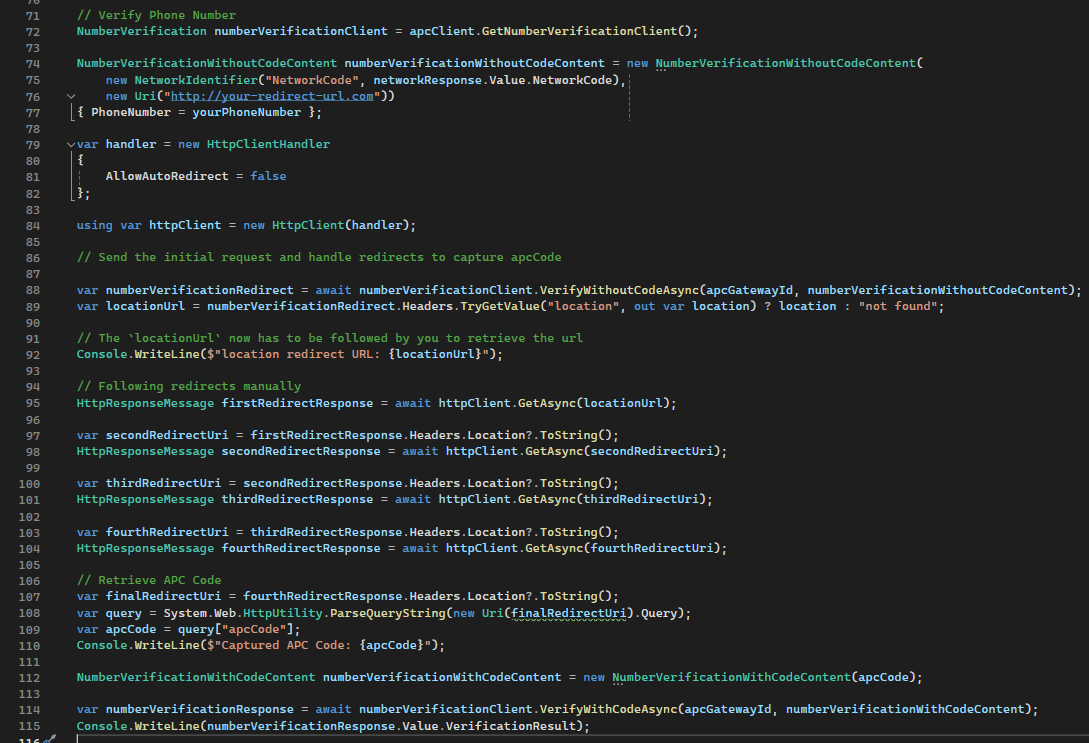 70
71 // Verify Phone Number
72 NumberVerification numberVerificationClient = apcClient.GetNumberVerificationClient();
73
74 NumberVerificationWithoutCodeContent numberVerificationWithoutCodeContent = new NumberVerificationWithoutCodeContent(
75 new NetworkIdentifier("NetworkCode", networkResponse.Value.NetworkCode),
76 new Uri("http://your-redirect-url.com"))
77 { PhoneNumber = yourPhoneNumber };
78
79 var handler = new HttpClientHandler
80 {
81 AllowAutoRedirect = false
82 };
83
84 using var httpClient = new HttpClient(handler);
85
86 // Send the initial request and handle redirects to capture apcCode
87
88 var numberVerificationRedirect = await numberVerificationClient.VerifyWithoutCodeAsync(apcGatewayId, numberVerificationWithoutCodeContent);
89 var locationUrl = numberVerificationRedirect.Headers.TryGetValue("location", out var location) ? location : "not found";
90
91 // The `locationUrl` now has to be followed by you to retrieve the url
92 Console.WriteLine($"location redirect URL: {locationUrl}");
93
94 // Following redirects manually
95 HttpResponseMessage firstRedirectResponse = await httpClient.GetAsync(locationUrl);
96
97 var secondRedirectUri = firstRedirectResponse.Headers.Location?.ToString();
98 HttpResponseMessage secondRedirectResponse = await httpClient.GetAsync(secondRedirectUri);
99
100 var thirdRedirectUri = secondRedirectResponse.Headers.Location?.ToString();
101 HttpResponseMessage thirdRedirectResponse = await httpClient.GetAsync(thirdRedirectUri);
102
103 var fourthRedirectUri = thirdRedirectResponse.Headers.Location?.ToString();
104 HttpResponseMessage fourthRedirectResponse = await httpClient.GetAsync(fourthRedirectUri);
105
106 // Retrieve APC Code
107 var finalRedirectUri = fourthRedirectResponse.Headers.Location?.ToString();
108 var query = System.Web.HttpUtility.ParseQueryString(new Uri(finalRedirectUri).Query);
109 var apcCode = query["apcCode"];
110 Console.WriteLine($"Captured APC Code: {apcCode}");
111
112 NumberVerificationWithCodeContent numberVerificationWithCodeContent = new NumberVerificationWithCodeContent(apcCode);
113
114 var numberVerificationResponse = await numberVerificationClient.VerifyWithCodeAsync(apcGatewayId, numberVerificationWithCodeContent);
115 Console.WriteLine(numberVerificationResponse.Value.VerificationResult);
116